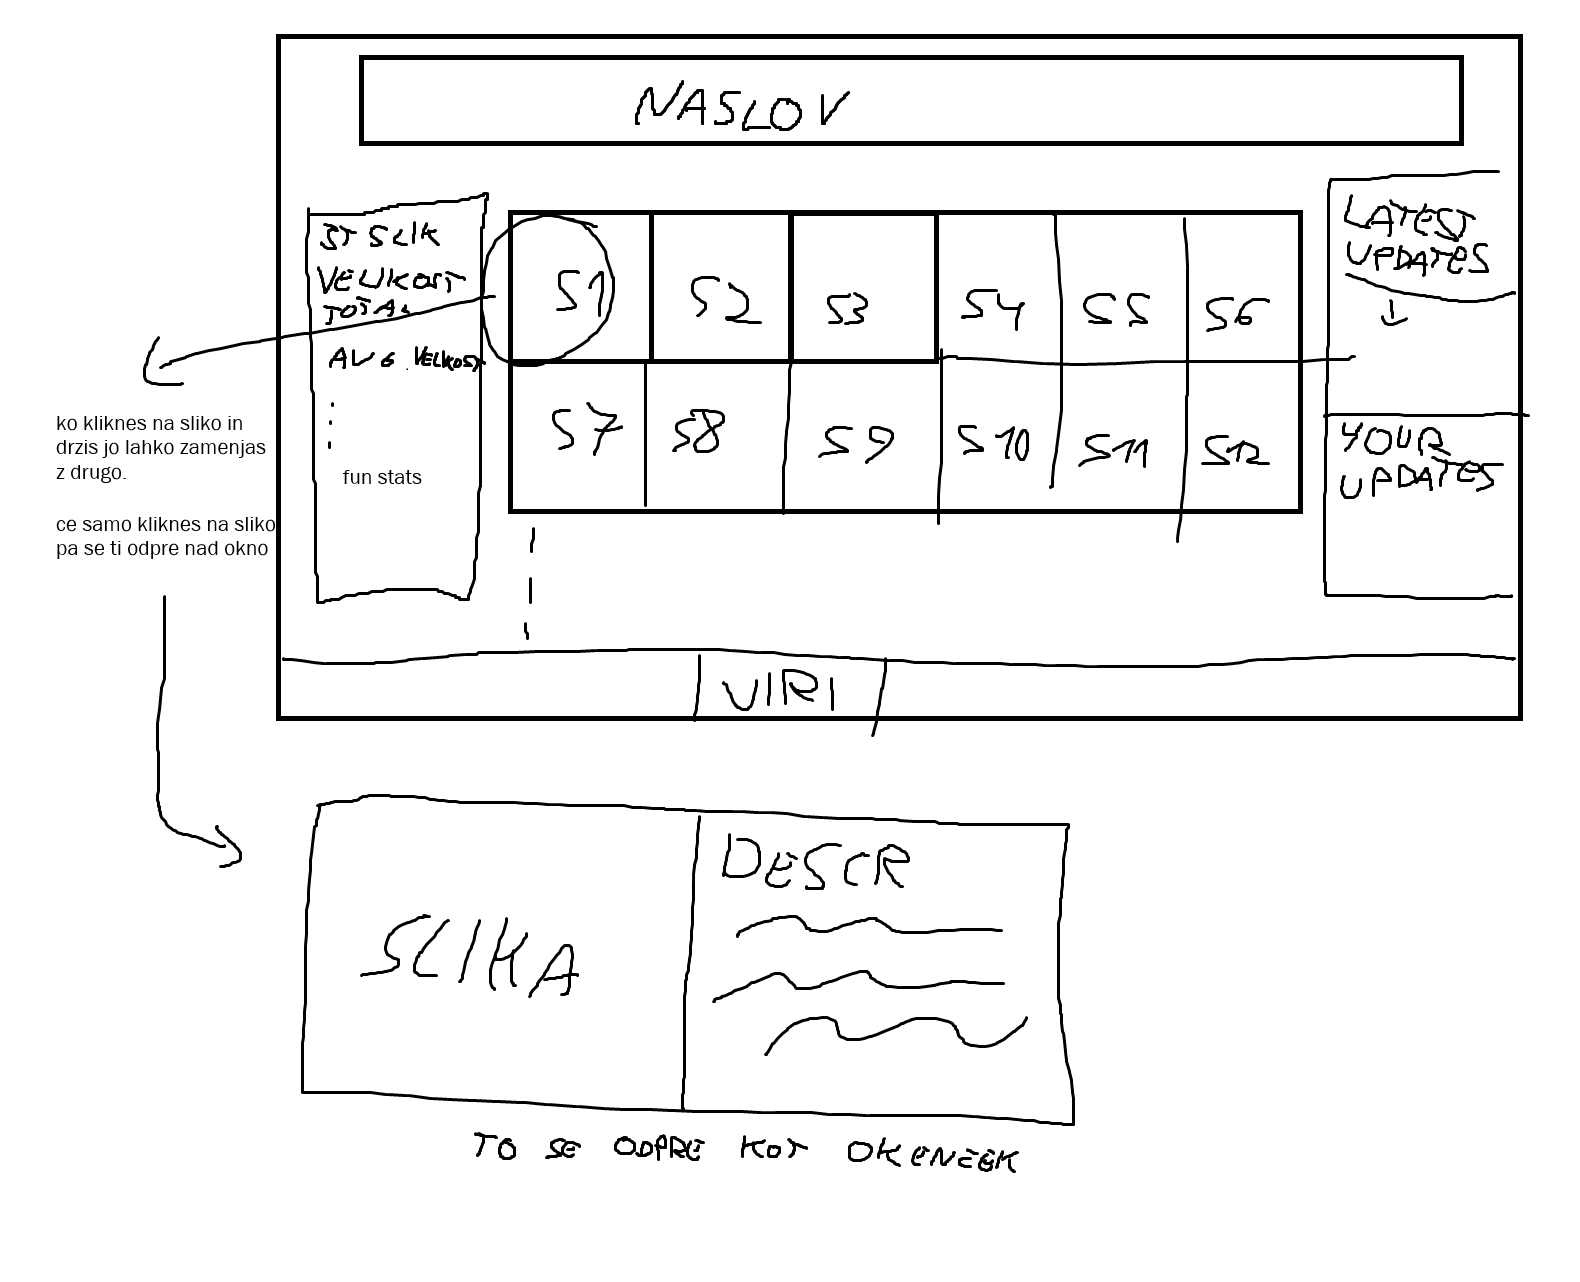 NASLOV
ST SLIK
VELIKOST
TOTAL
AVG. VELKOST
fun stats
S1
S2
S3
S4
S5
S6
S7
S8
S9
S10
S11
S12
LATEST
UPDATES
YOUR
UPDATES
ko kliknes na sliko in
drzis jo lahko zamenjas
z drugo.
ce samo kliknes na sliko
pa se ti odpre nad okno
VIRI
SLIKA
DESCR
TO SE ODPRE KOT OKENCEK